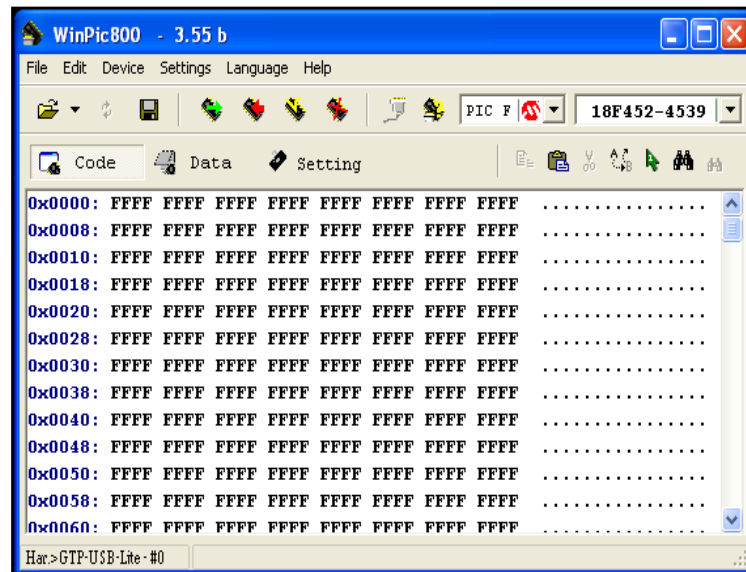 WinPic800 - 3.55 b
File Edit Device Settings Language Help
PIC F 18F452-4539
Code Data Setting
0x0000: FFFF FFFF FFFF FFFF FFFF FFFF FFFF FFFF ................
0x0008: FFFF FFFF FFFF FFFF FFFF FFFF FFFF FFFF ................
0x0010: FFFF FFFF FFFF FFFF FFFF FFFF FFFF FFFF ................
0x0018: FFFF FFFF FFFF FFFF FFFF FFFF FFFF FFFF ................
0x0020: FFFF FFFF FFFF FFFF FFFF FFFF FFFF FFFF ................
0x0028: FFFF FFFF FFFF FFFF FFFF FFFF FFFF FFFF ................
0x0030: FFFF FFFF FFFF FFFF FFFF FFFF FFFF FFFF ................
0x0038: FFFF FFFF FFFF FFFF FFFF FFFF FFFF FFFF ................
0x0040: FFFF FFFF FFFF FFFF FFFF FFFF FFFF FFFF ................
0x0048: FFFF FFFF FFFF FFFF FFFF FFFF FFFF FFFF ................
0x0050: FFFF FFFF FFFF FFFF FFFF FFFF FFFF FFFF ................
0x0058: FFFF FFFF FFFF FFFF FFFF FFFF FFFF FFFF ................
0x0060: FFFF FFFF FFFF FFFF FFFF FFFF FFFF FFFF ................
Har.>GTP-USB-Lite - #0